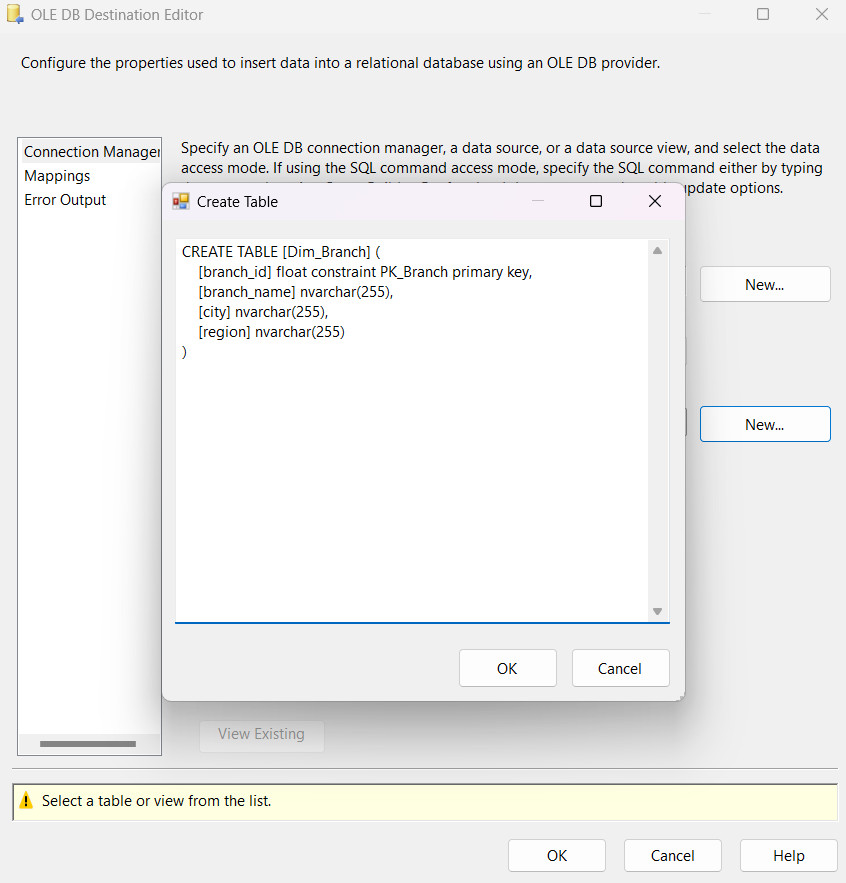 OLE DB Destination Editor
Configure the properties used to insert data into a relational database using an OLE DB provider.
Connection Manager
Mappings
Error Output
Specify an OLE DB connection manager, a data source, or a data source view, and select the data
access mode. If using the SQL command access mode, specify the SQL command either by typing
update options.
Create Table
CREATE TABLE [Dim_Branch] (
[branch_id] float constraint PK_Branch primary key,
[branch_name] nvarchar(255),
[city] nvarchar(255),
[region] nvarchar(255)
)
New...
New...
OK
Cancel
View Existing
Select a table or view from the list.
OK
Cancel
Help